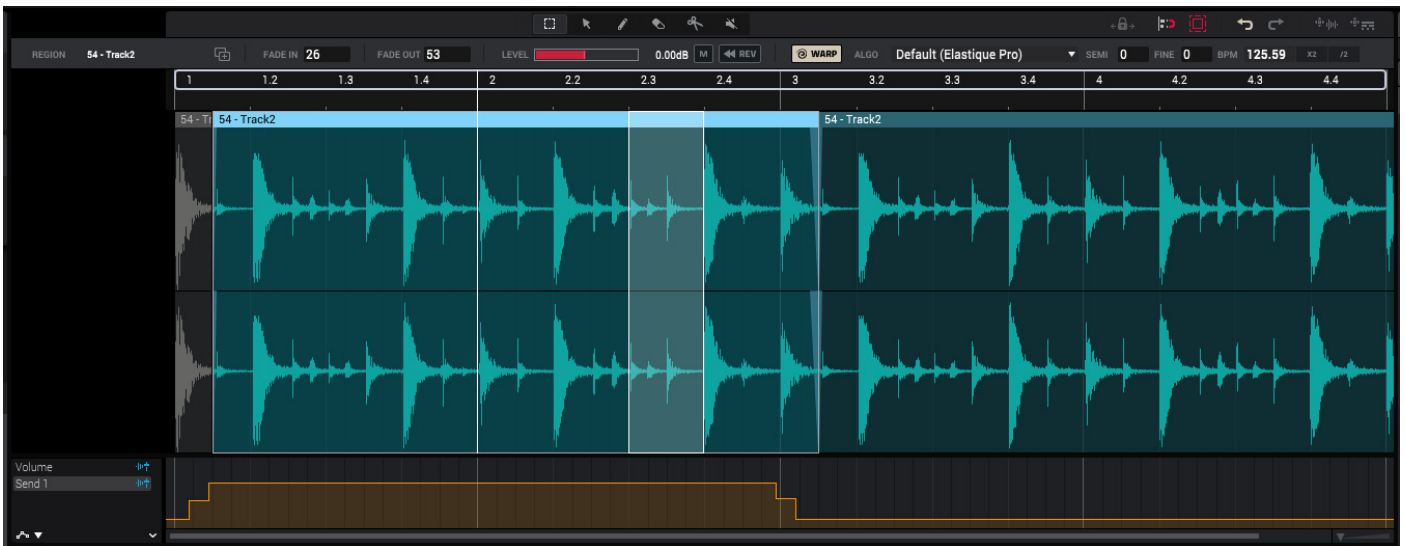 REGION 54 - Track2 FADE IN 26 FADE OUT 53 LEVEL 0.00dB M REV WARP ALGO Default (Elastique Pro) SEMI 0 FINE 0 BPM 125.59 X2 /2
1 1.2 1.3 1.4 2 2.2 2.3 2.4 3 3.2 3.3 3.4 4 4.2 4.3 4.4
54 - Tr 54 - Track2 54 - Track2
Volume
Send 1